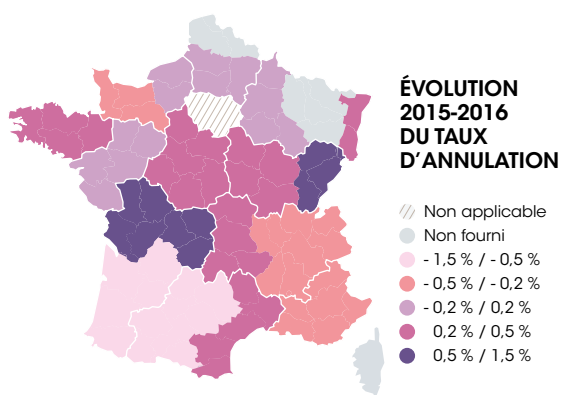 ÉVOLUTION
2015-2016
DU TAUX
D’ANNULATION
Non applicable
Non fourni
- 1,5 % / - 0,5 %
- 0,5 % / - 0,2 %
- 0,2 % / 0,2 %
0,2 % / 0,5 %
0,5 % / 1,5 %